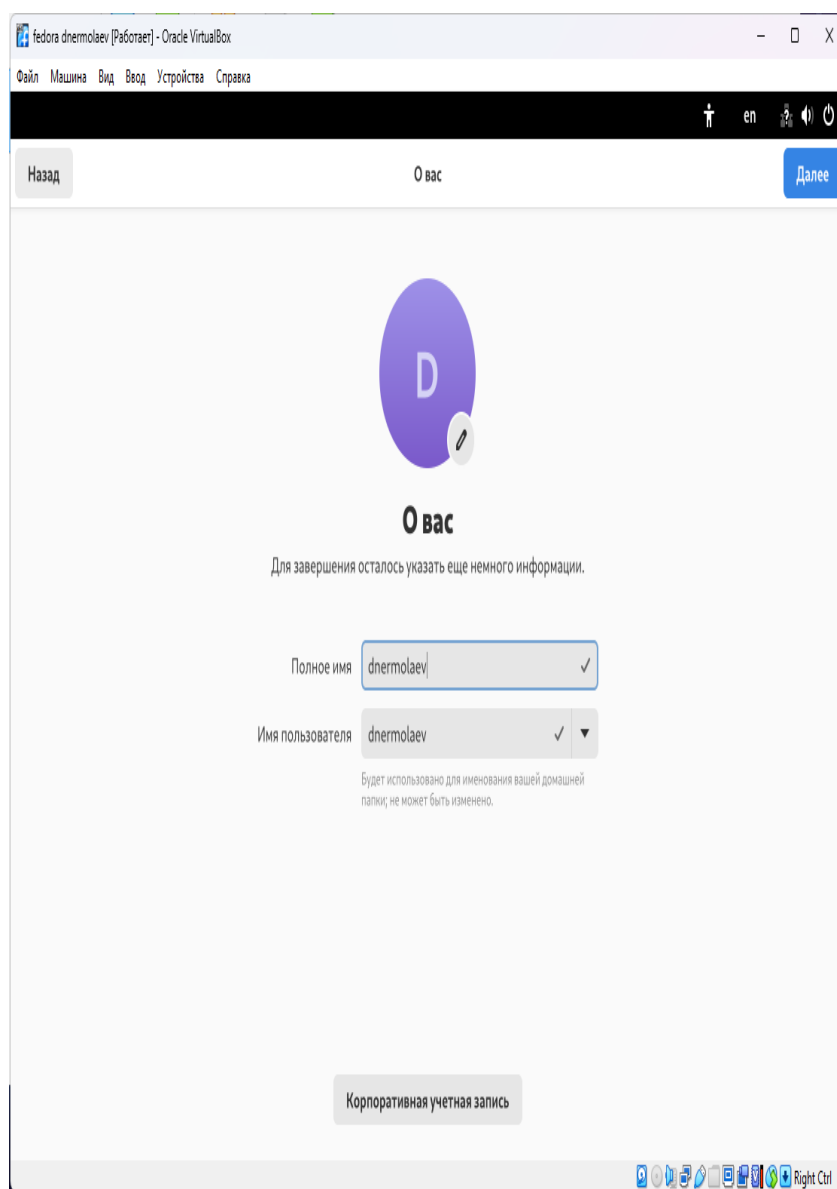 fedora dnermolaev [Работает] - Oracle VirtualBox
Файл Машина Вид Ввод Устройства Справка
en
Назад О вас Далее
D
О вас
Для завершения осталось указать еще немного информации.
Полное имя dnermolaev
Имя пользователя dnermolaev
Будет использовано для именования вашей домашней
папки; не может быть изменено.
Корпоративная учетная запись
Right Ctrl